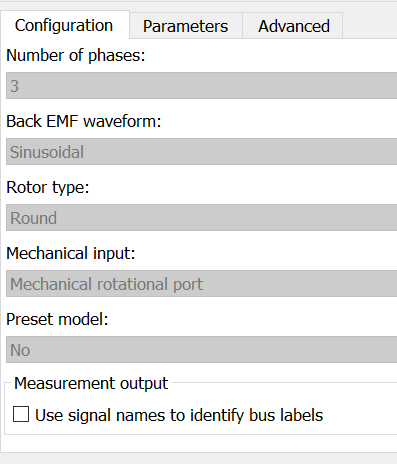 Configuration Parameters Advanced
Number of phases:
3
Back EMF waveform:
Sinusoidal
Rotor type:
Round
Mechanical input:
Mechanical rotational port
Preset model:
No
Measurement output
Use signal names to identify bus labels